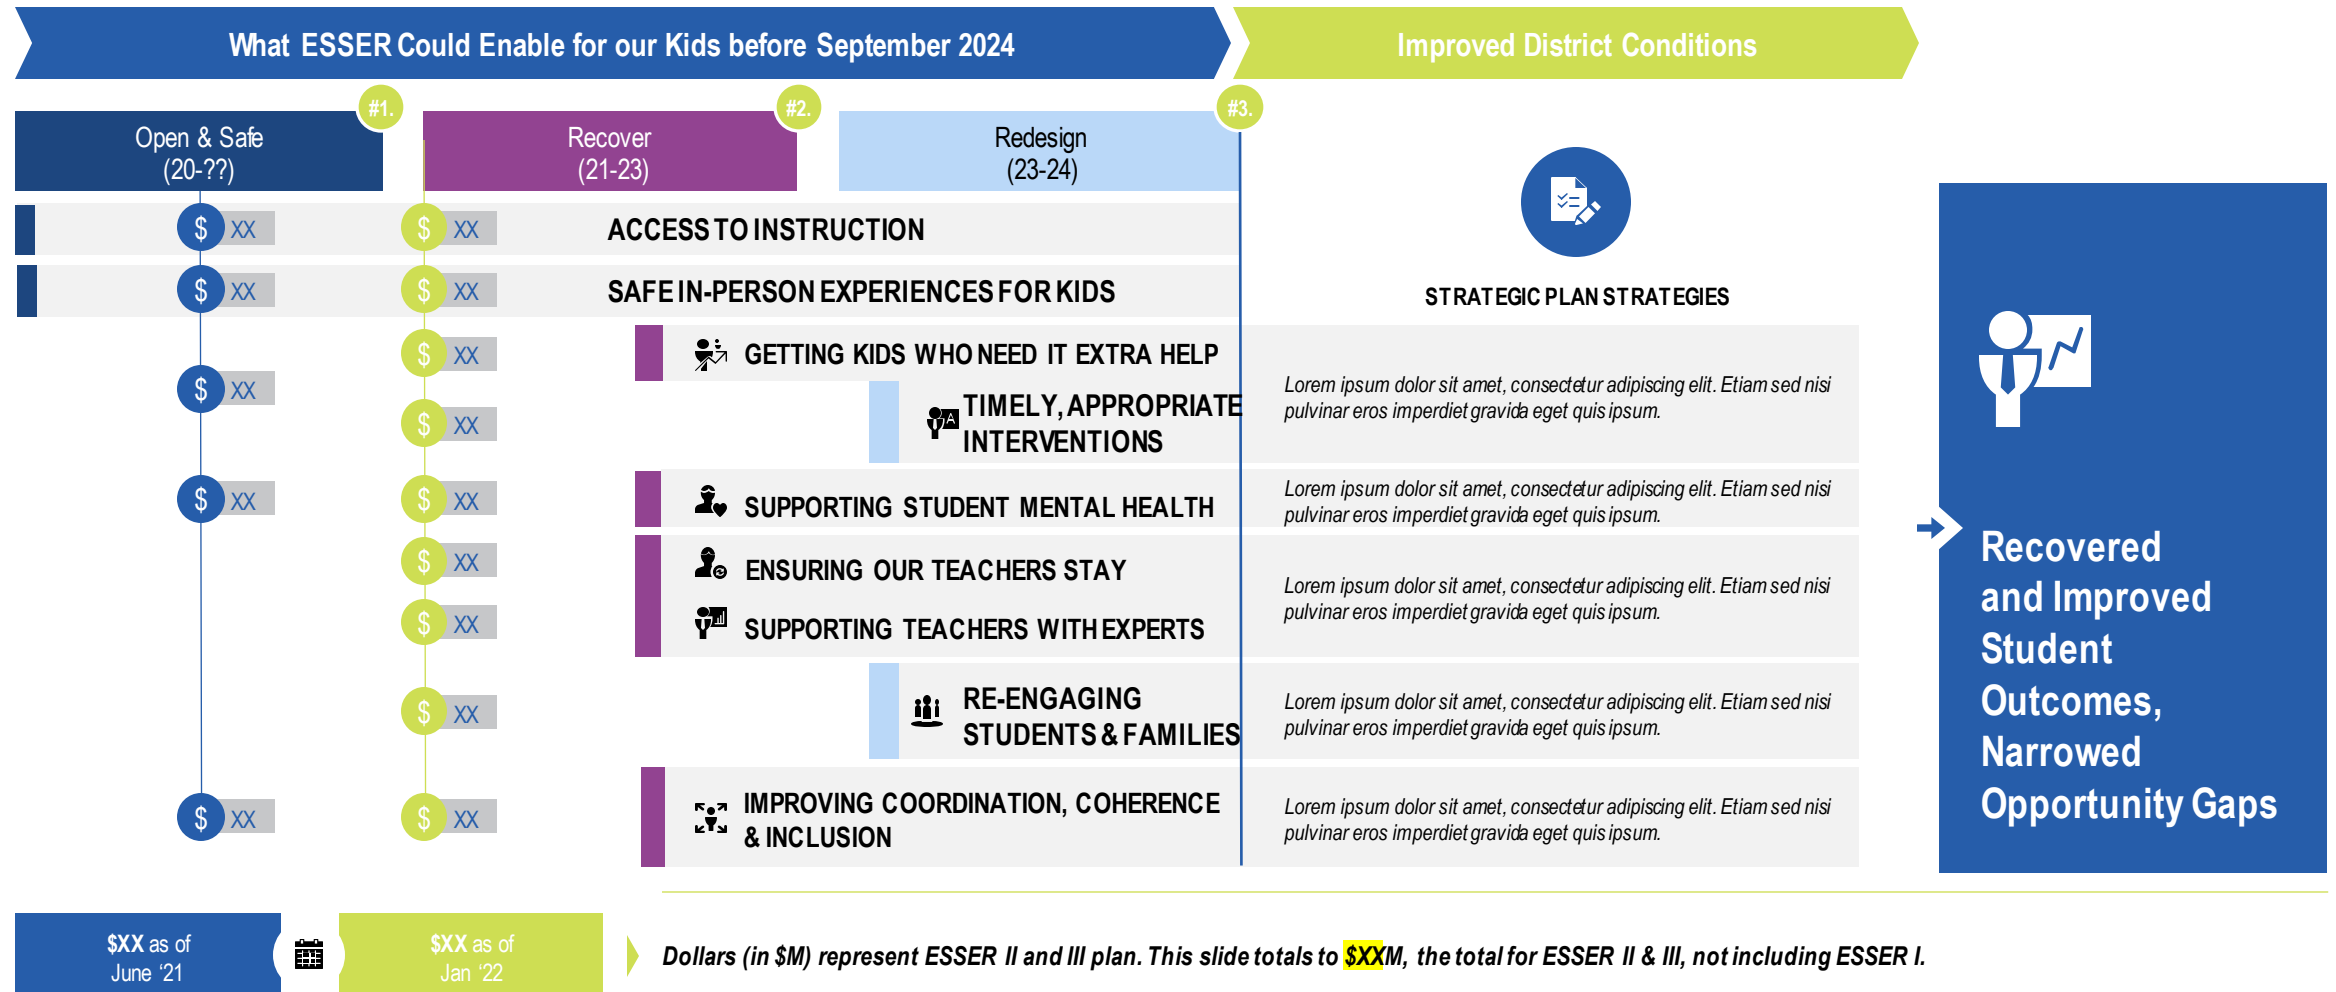 What ESSER Could Enable for our Kids before September 2024
Improved District Conditions
#1.
#2.
#3.
Open & Safe
(20-??)
Recover
(21-23)
Redesign
(23-24)
$ XX
$ XX
ACCESS TO INSTRUCTION
$ XX
$ XX
SAFE IN-PERSON EXPERIENCES FOR KIDS
STRATEGIC PLAN STRATEGIES
$ XX
GETTING KIDS WHO NEED IT EXTRA HELP
$ XX
$ XX
TIMELY, APPROPRIATE
INTERVENTIONS
Lorem ipsum dolor sit amet, consectetur adipiscing elit. Etiam sed nisi
pulvinar eros imperdiet gravida eget quis ipsum.
$ XX
$ XX
SUPPORTING STUDENT MENTAL HEALTH
Lorem ipsum dolor sit amet, consectetur adipiscing elit. Etiam sed nisi
pulvinar eros imperdiet gravida eget quis ipsum.
$ XX
ENSURING OUR TEACHERS STAY
$ XX
SUPPORTING TEACHERS WITH EXPERTS
Lorem ipsum dolor sit amet, consectetur adipiscing elit. Etiam sed nisi
pulvinar eros imperdiet gravida eget quis ipsum.
$ XX
RE-ENGAGING
STUDENTS & FAMILIES
Lorem ipsum dolor sit amet, consectetur adipiscing elit. Etiam sed nisi
pulvinar eros imperdiet gravida eget quis ipsum.
$ XX
$ XX
IMPROVING COORDINATION, COHERENCE
& INCLUSION
Lorem ipsum dolor sit amet, consectetur adipiscing elit. Etiam sed nisi
pulvinar eros imperdiet gravida eget quis ipsum.
Recovered
and Improved
Student
Outcomes,
Narrowed
Opportunity Gaps
$XX as of
June ‘21
$XX as of
Jan ‘22
Dollars (in $M) represent ESSER II and III plan. This slide totals to $XXM, the total for ESSER II & III, not including ESSER I.